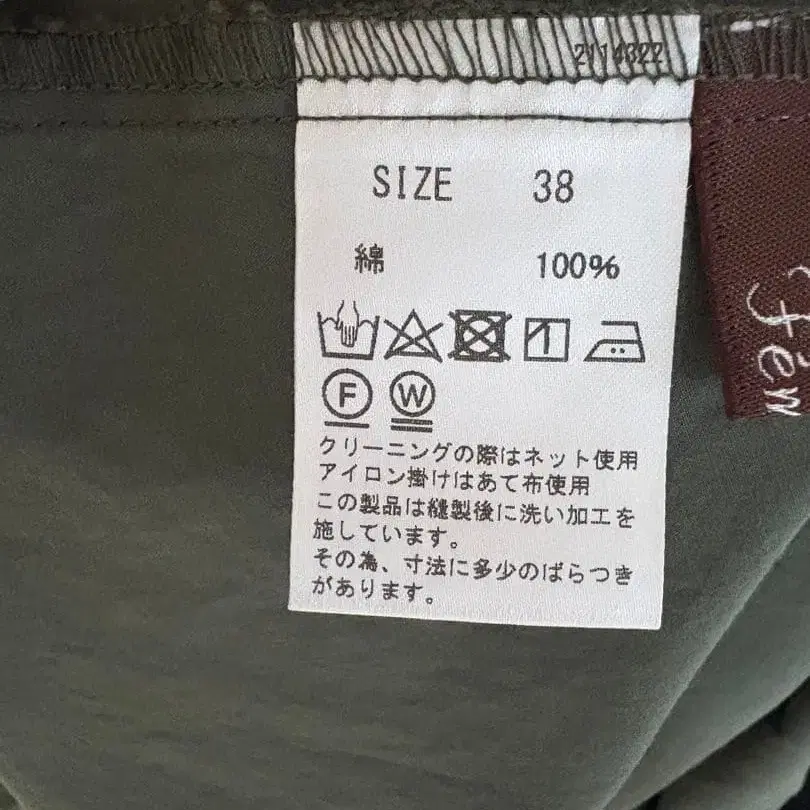 2114322
SIZE 38
綿 100%
F W
クリーニングの際はネット使用
アイロン掛けはあて布使用
この製品は縫製後に洗い加工を
施しています。
その為、寸法に多少のばらつき
があります。